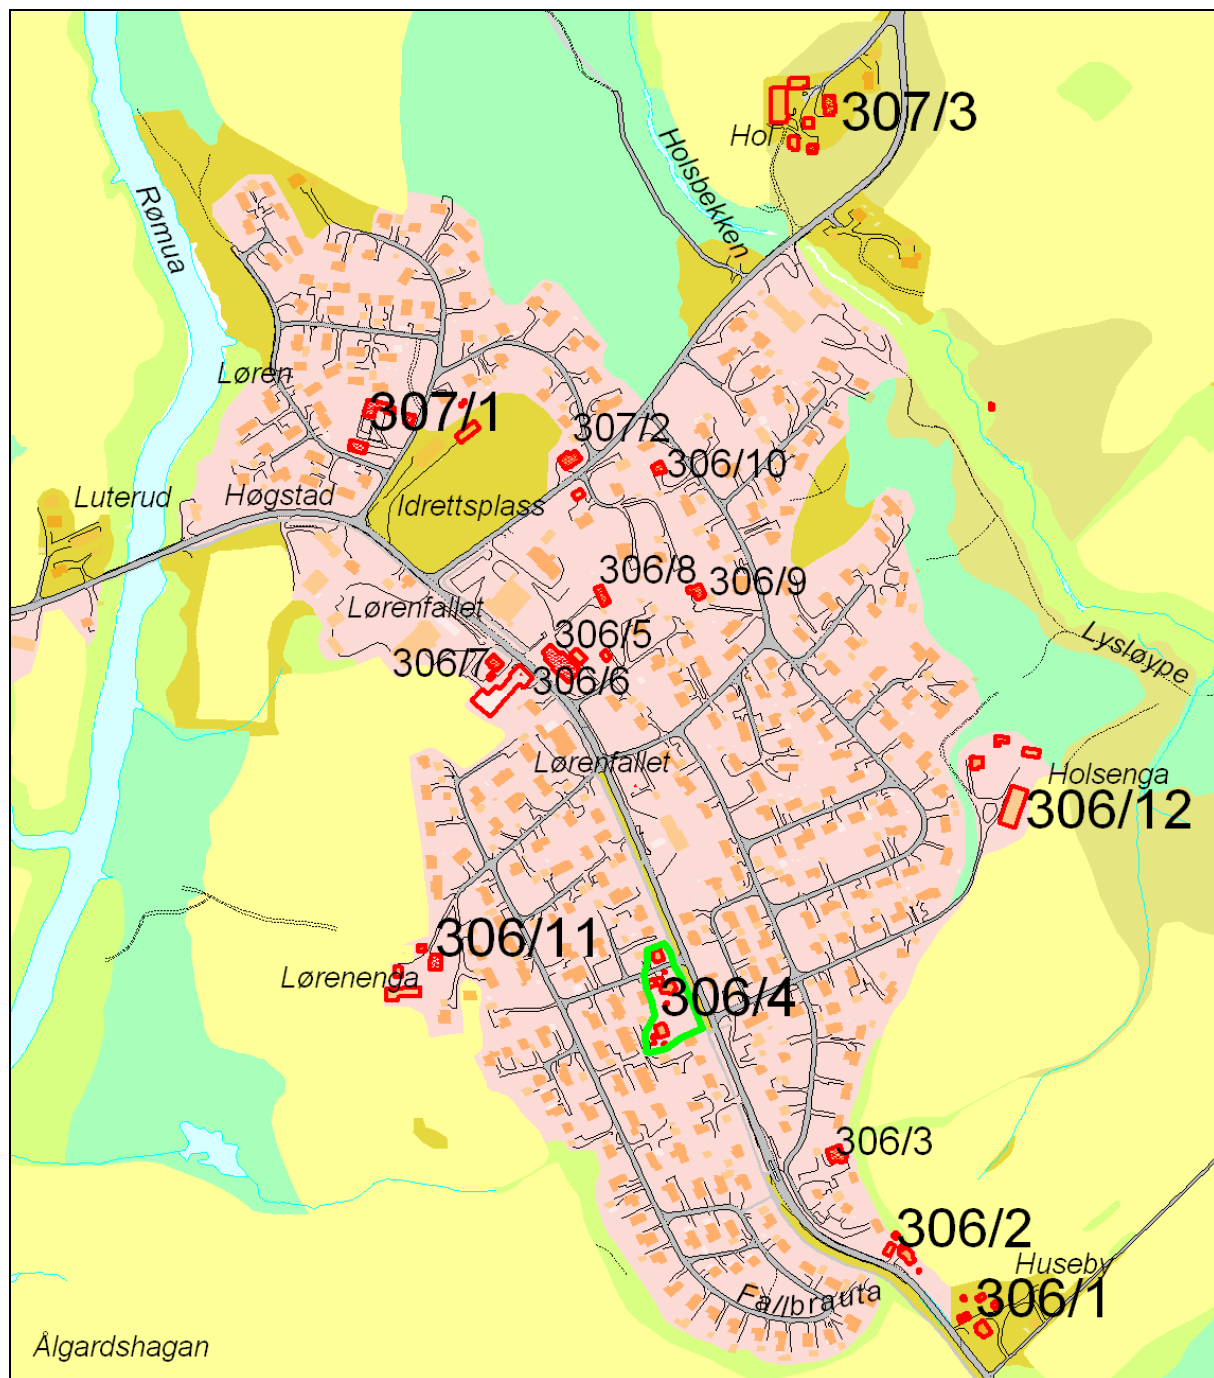 307/3
Hol
Holsbekken
Rømua
Løren
307/1
307/2
306/10
Luterud
Høgstad
Idrettsplass
306/8
306/9
Lørenfallet
306/5
306/7
306/6
Lysløype
Lørenfallet
Holsenga
306/12
306/11
Lørenenga
306/4
306/3
306/2
Huseby
306/1
Fallbrauta
Ålgardshagan